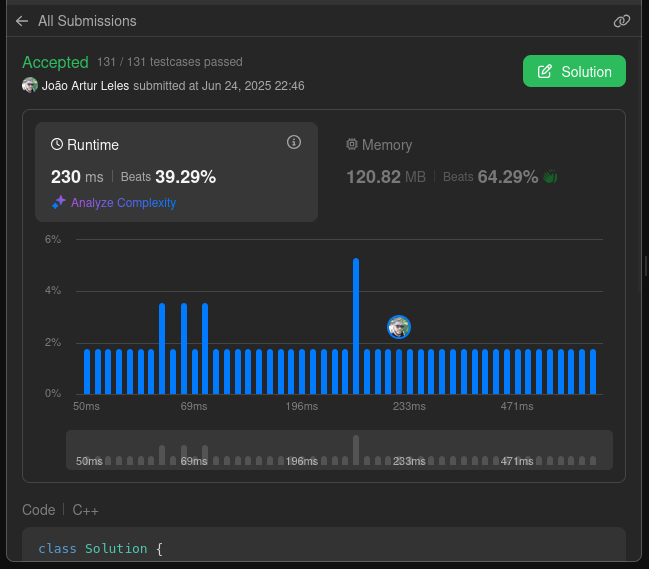 All Submissions
Accepted 131 / 131 testcases passed
João Artur Leles submitted at Jun 24, 2025 22:46
Solution
Runtime
230 ms | Beats 39.29%
Analyze Complexity
Memory
120.82 MB | Beats 64.29%
6%
4%
2%
0%
50ms 69ms 196ms 233ms 471ms
50ms 69ms 196ms 233ms 471ms
Code | C++
class Solution {